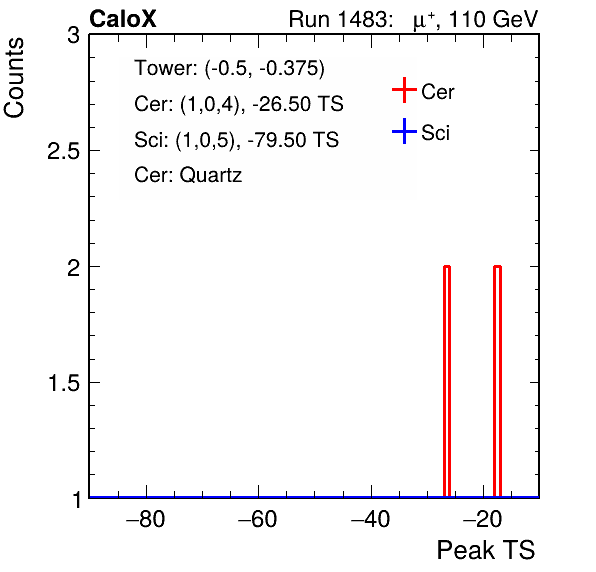 CaloX Run 1483: μ⁺, 110 GeV
Counts
Tower: (-0.5, -0.375)
Cer: (1,0,4), -26.50 TS
Sci: (1,0,5), -79.50 TS
Cer: Quartz
Cer
Sci
3
2.5
2
1.5
1
−80 −60 −40 −20
Peak TS